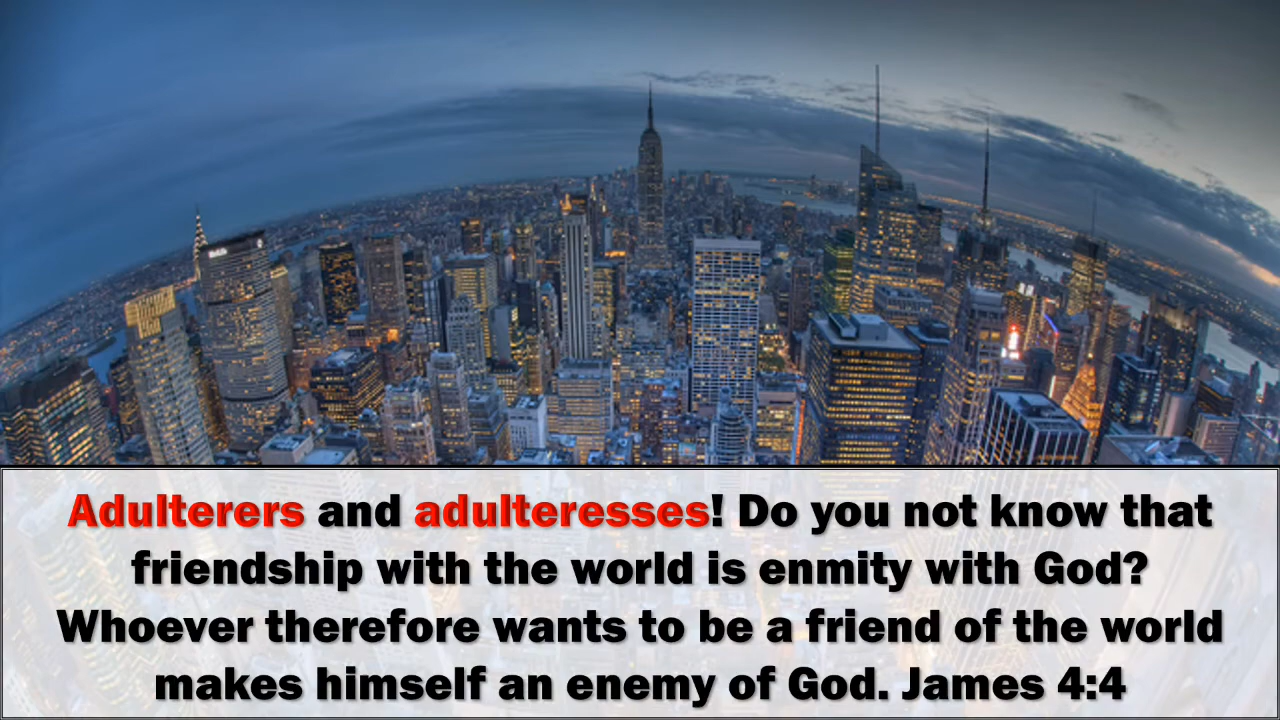 Adulterers and adulteresses! Do you not know that
friendship with the world is enmity with God?
Whoever therefore wants to be a friend of the world
makes himself an enemy of God. James 4:4